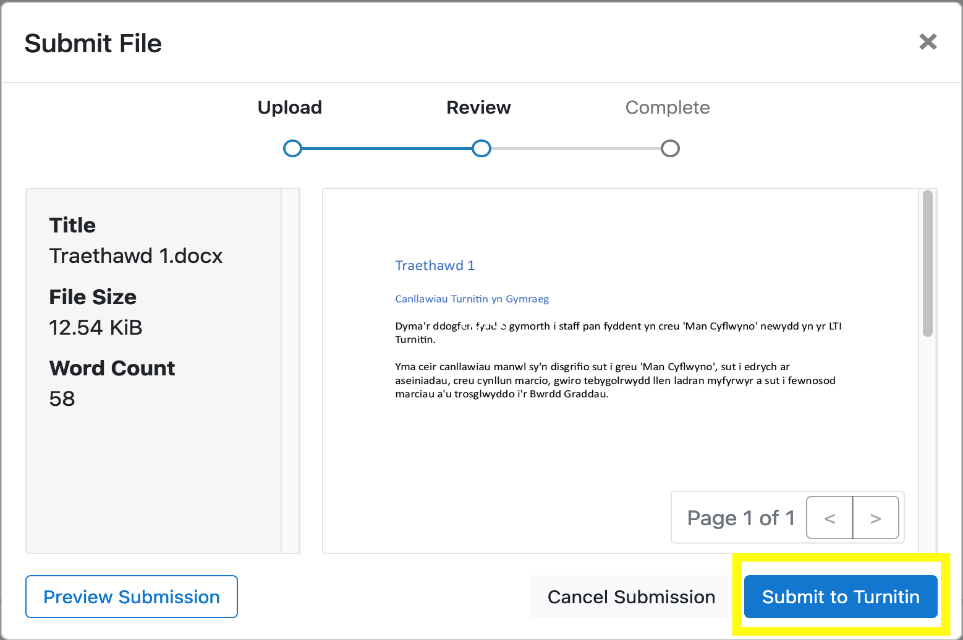 Submit File
×
Upload
Review
Complete
Title
Traethawd 1.docx
File Size
12.54 KiB
Word Count
58
Traethawd 1
Canllawiau Turnitin yn Gymraeg
Dyma'r ddogfen gymorth i staff pan fyddent yn creu 'Man Cyflwyno' newydd yn yr LTI
Turnitin.
Yma ceir canllawiau manwl sy'n disgrifio sut i greu 'Man Cyflwyno', sut i edrych ar
aseiniadau, creu cynllun marcio, gwiro tebygolrwydd llen ladran myfyrwyr a sut i fewnosod
marciau a'u trosglwyddo i'r Bwrdd Graddau.
Page 1 of 1 < >
Preview Submission
Cancel Submission
Submit to Turnitin